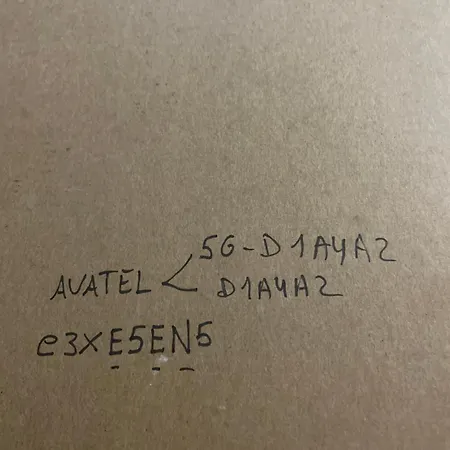 5G-D1A4A2
AVATEL <
D1A4A2
e3XE5EN5